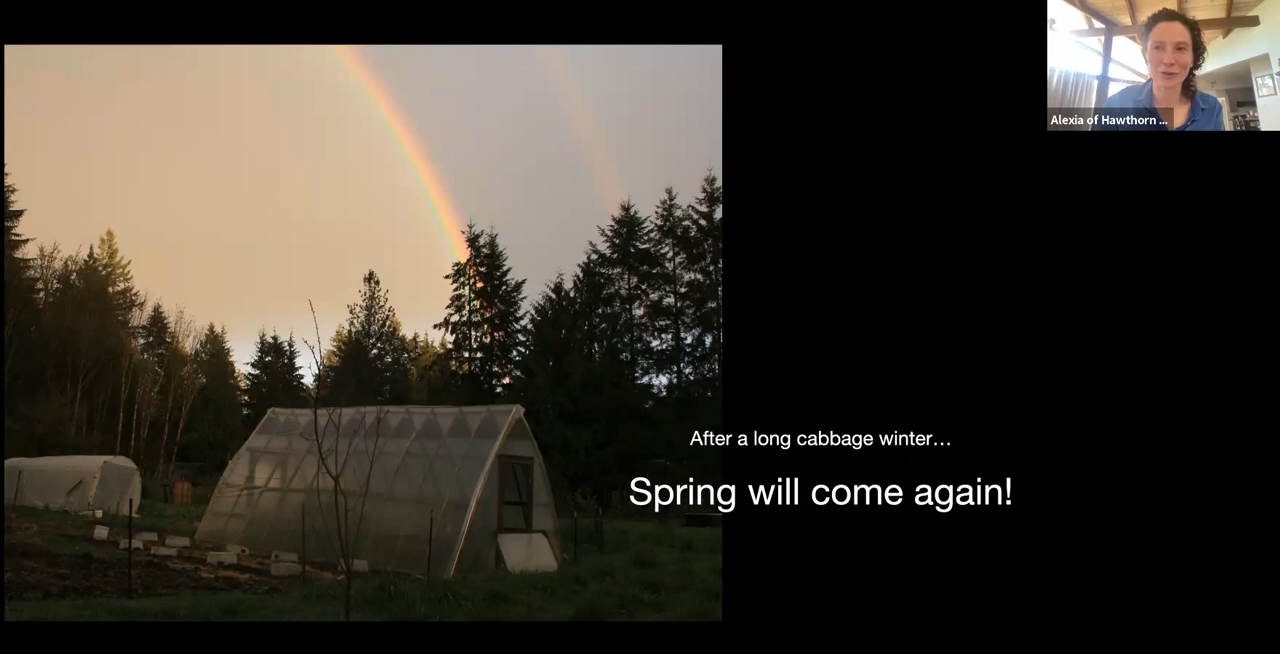 Alexia of Hawthorn ...
After a long cabbage winter…
Spring will come again!